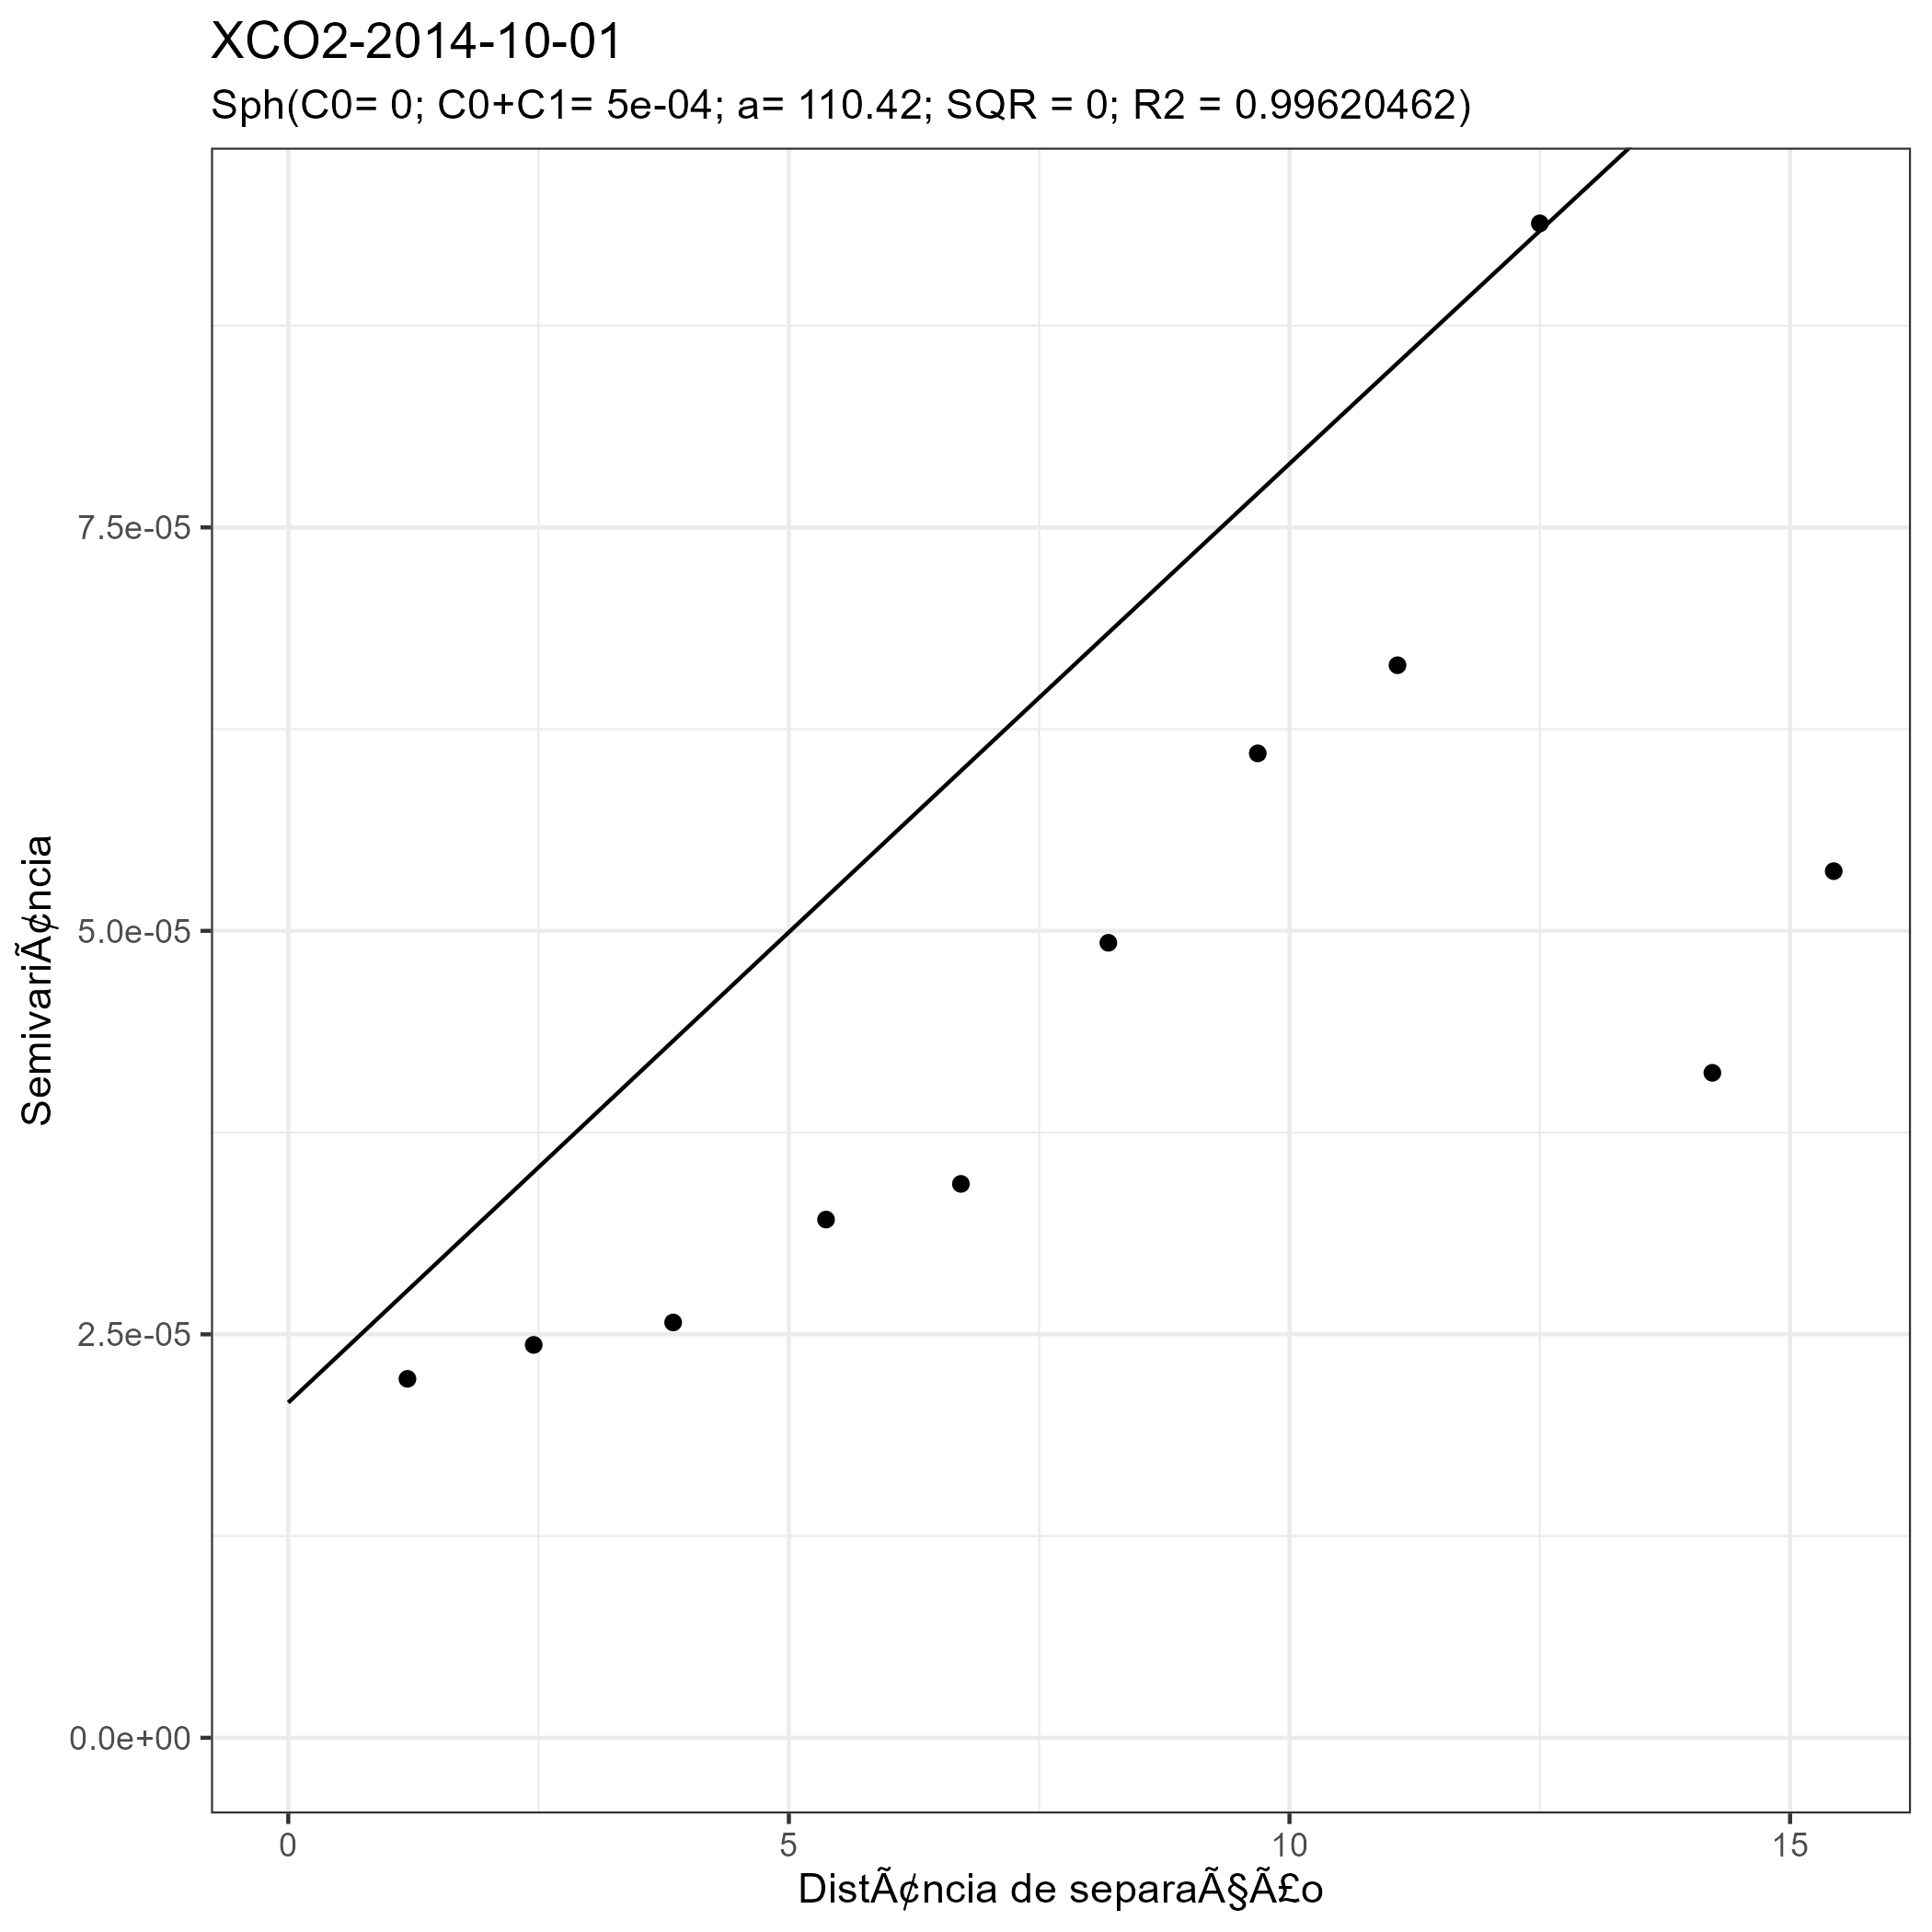 XCO2-2014-10-01
Sph(C0= 0; C0+C1= 5e-04; a= 110.42; SQR = 0; R2 = 0.99620462)
SemivariÃ¢ncia
7.5e-05
5.0e-05
2.5e-05
0.0e+00
0
5
10
15
DistÃ¢ncia de separaÃ§Ã£o